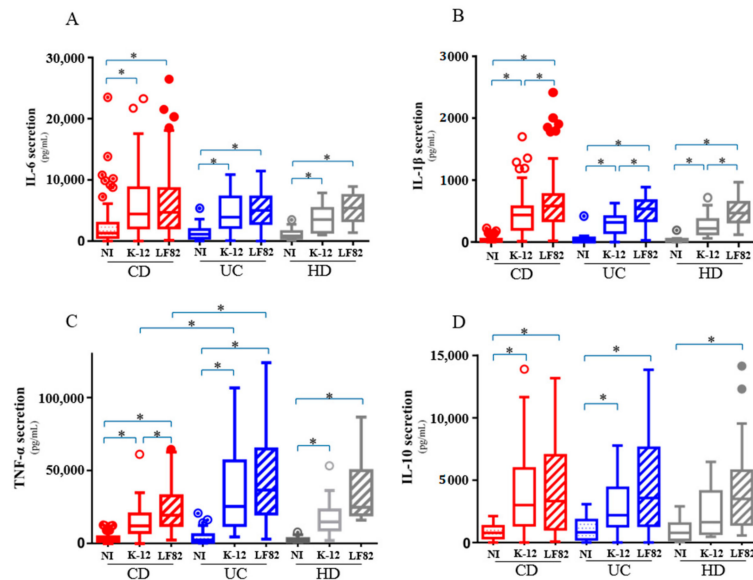 A
IL-6 secretion
(pg/mL)
30,000
20,000
10,000
0
* * * * * *
NI K-12 LF82 NI K-12 LF82 NI K-12 LF82
CD UC HD
B
IL-1β secretion
(pg/mL)
3000
2000
1000
0
* * * * * * * * *
NI K-12 LF82 NI K-12 LF82 NI K-12 LF82
CD UC HD
C
TNF-α secretion
(pg/mL)
100,000
50,000
0
* * * * * * * * *
NI K-12 LF82 NI K-12 LF82 NI K-12 LF82
CD UC HD
D
IL-10 secretion
(pg/mL)
15,000
10,000
5000
0
* * * * *
NI K-12 LF82 NI K-12 LF82 NI K-12 LF82
CD UC HD